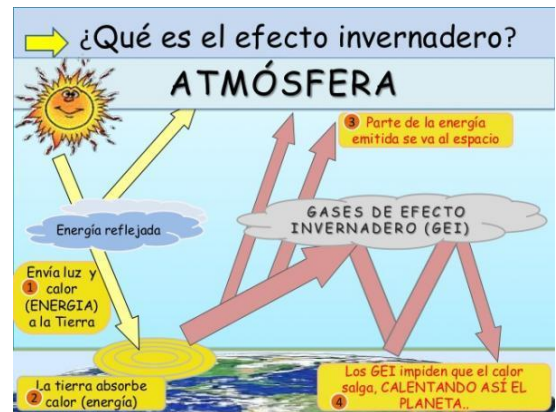 ¿Qué es el efecto invernadero?
ATMÓSFERA
3 Parte de la energía
emitida se va al espacio
Energía reflejada
GASES DE EFECTO
INVERNADERO (GEI)
Envía luz y
1 calor
(ENERGIA)
a la Tierra
La tierra absorbe
2 calor (energía)
Los GEI impiden que el calor
salga, CALENTANDO ASÍ EL
4 PLANETA..